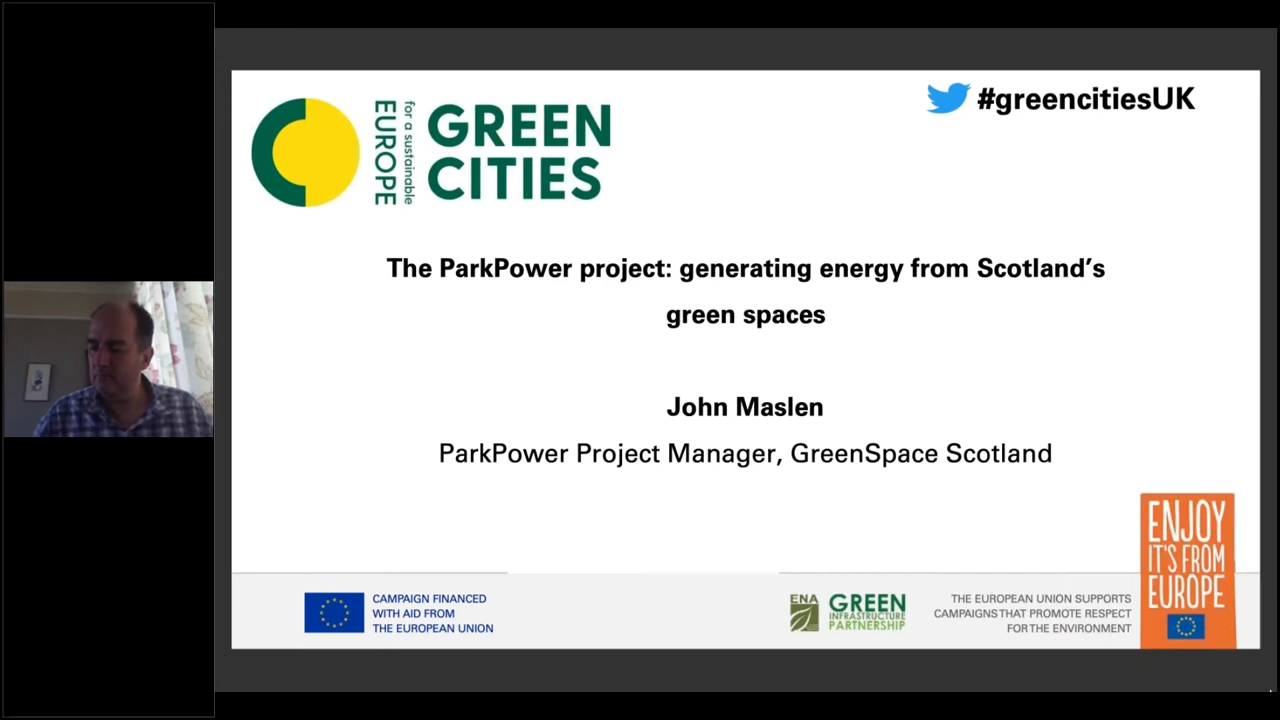 #greencitiesUK
EUROPE
for a sustainable
GREEN
CITIES
The ParkPower project: generating energy from Scotland’s
green spaces
John Maslen
ParkPower Project Manager, GreenSpace Scotland
ENJOY
IT'S FROM
EUROPE
CAMPAIGN FINANCED
WITH AID FROM
THE EUROPEAN UNION
ENA
GREEN
INFRASTRUCTURE
PARTNERSHIP
THE EUROPEAN UNION SUPPORTS
CAMPAIGNS THAT PROMOTE RESPECT
FOR THE ENVIRONMENT